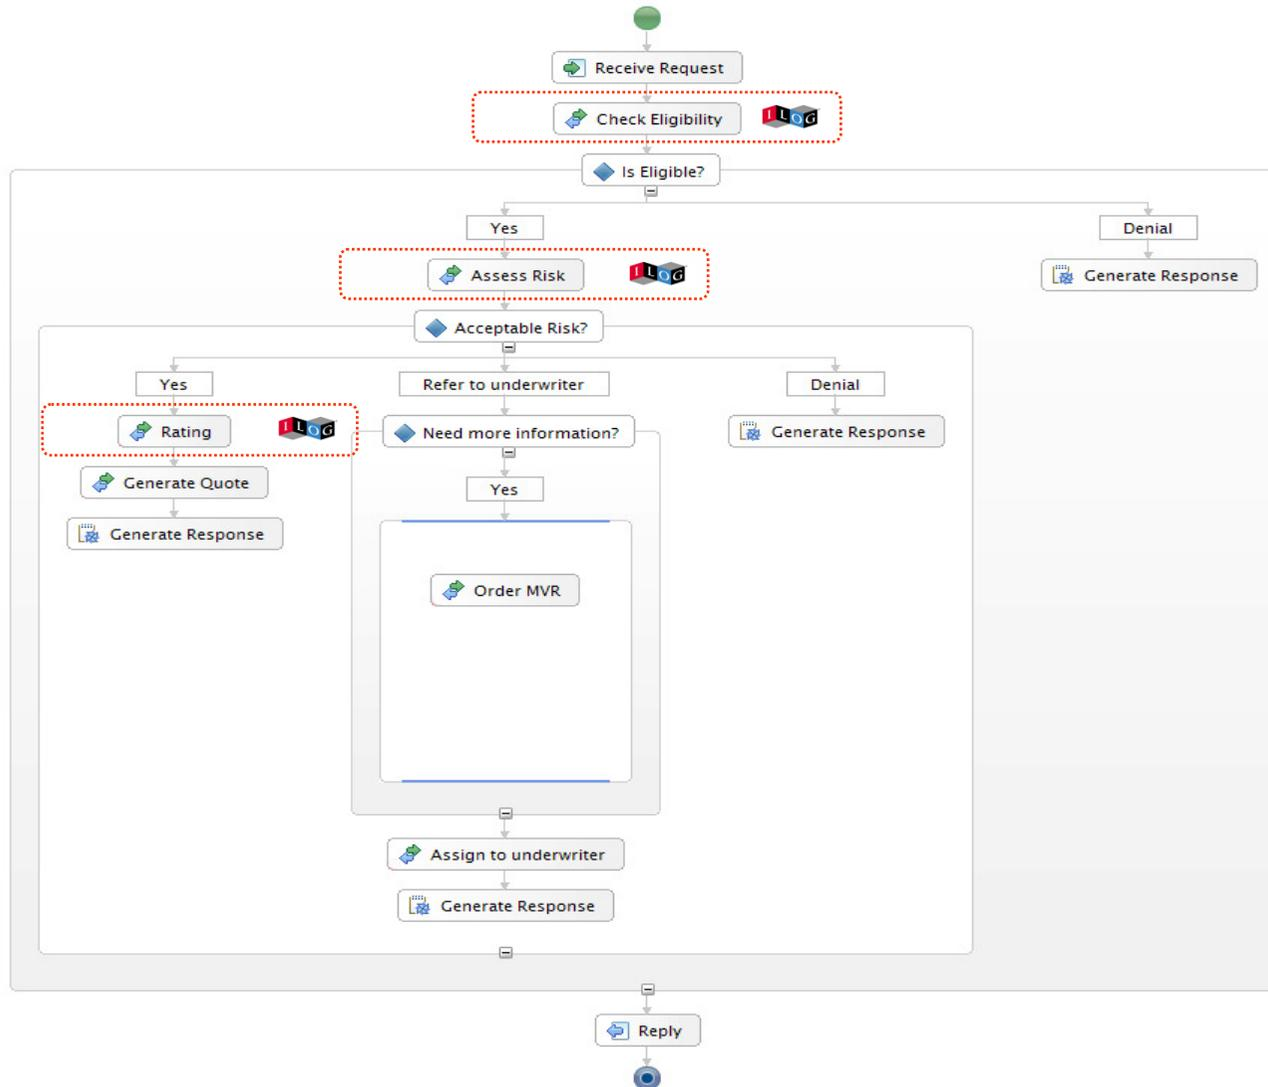 Receive Request
Check Eligibility
ILOG
Is Eligible?
Yes
Denial
Assess Risk
ILOG
Generate Response
Acceptable Risk?
Yes
Refer to underwriter
Denial
Rating
ILOG
Need more information?
Generate Response
Generate Quote
Yes
Generate Response
Order MVR
Assign to underwriter
Generate Response
Reply